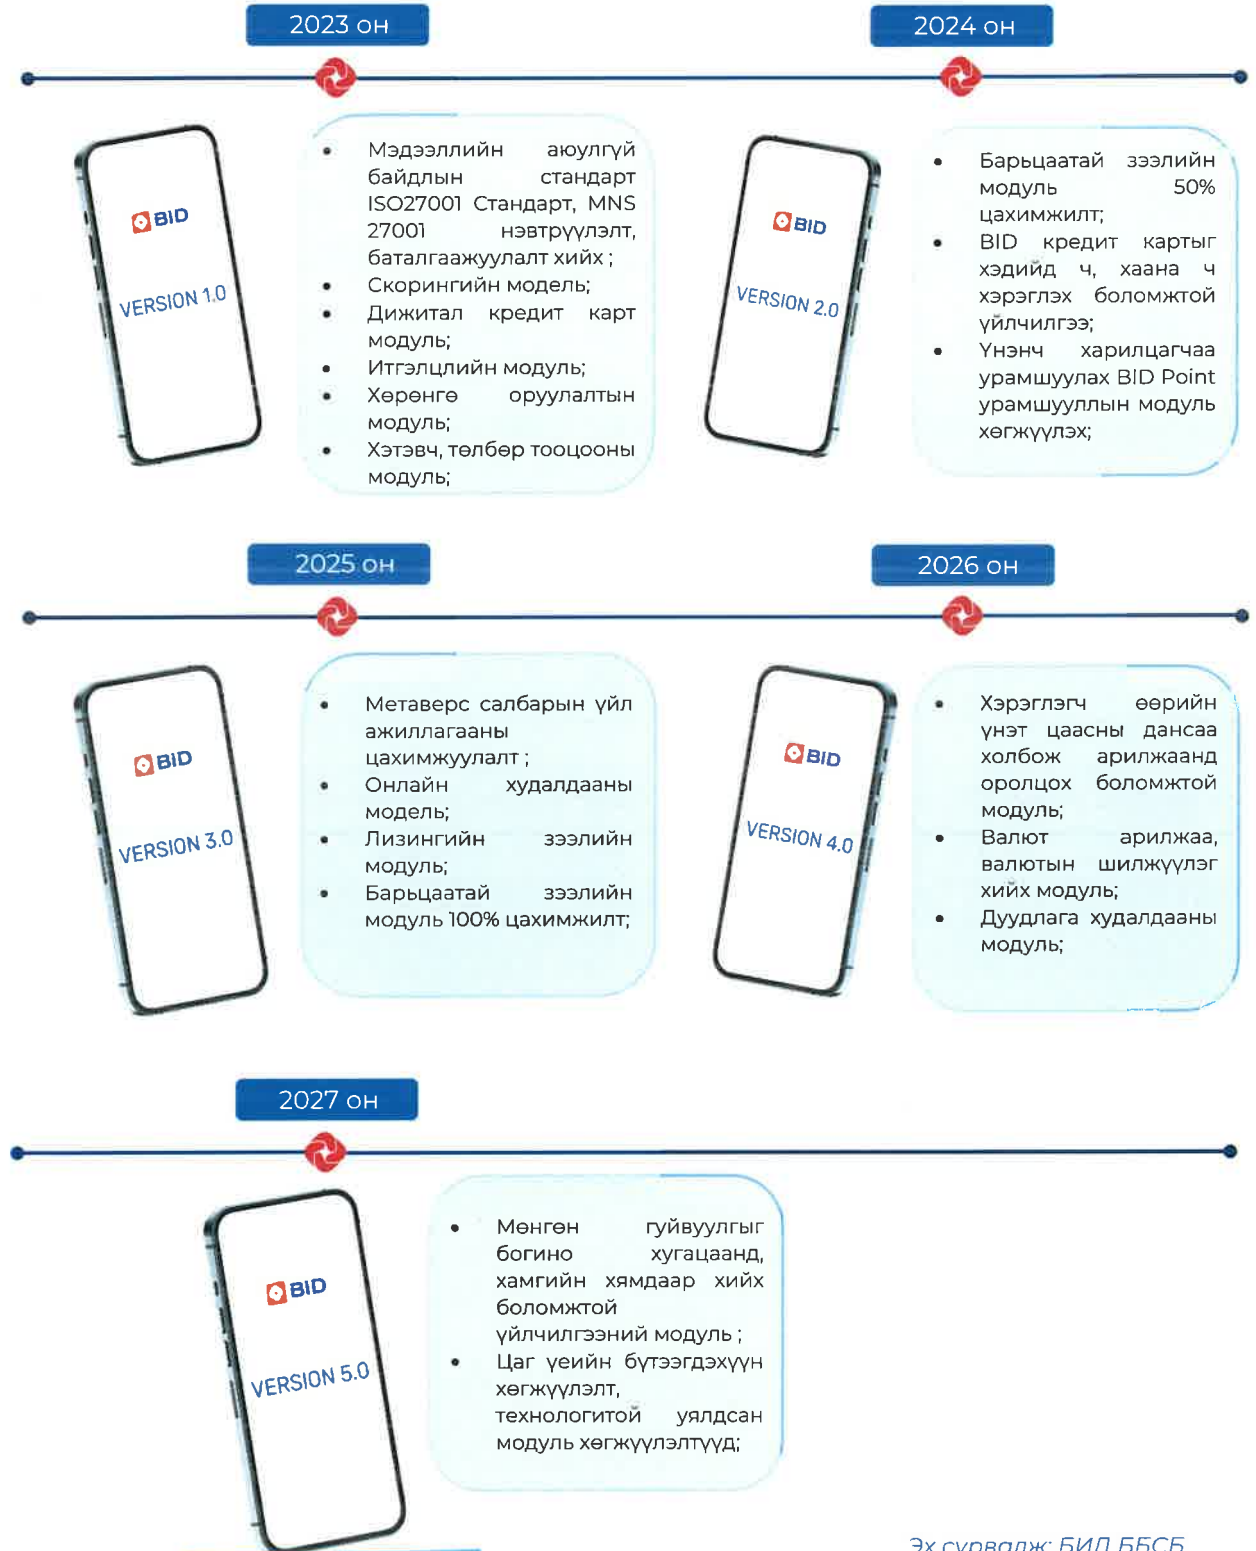 2023 он
2024 он
BID
VERSION 1.0
• Мэдээллийн аюулгүй
байдлын стандарт
ISO27001 Стандарт, MNS
27001 нэвтрүүлэлт,
баталгаажуулалт хийх ;
• Скорингийн модель;
• Дижитал кредит карт
модуль;
• Итгэлцлийн модуль;
• Хөрөнгө оруулалтын
модуль;
• Хэтэвч, төлбөр тооцооны
модуль;
BID
VERSION 2.0
• Барьцаатай зээлийн
модуль 50%
цахимжилт;
• BID кредит картыг
хэдийд ч, хаана ч
хэрэглэх боломжтой
үйлчилгээ;
• Үнэнч харилцагчаа
урамшуулах BID Point
урамшууллын модуль
хөгжүүлэх;
2025 он
2026 он
BID
VERSION 3.0
• Метаверс салбарын үйл
ажиллагааны
цахимжуулалт ;
• Онлайн худалдааны
модель;
• Лизингийн зээлийн
модуль;
• Барьцаатай зээлийн
модуль 100% цахимжилт;
BID
VERSION 4.0
• Хэрэглэгч өөрийн
үнэт цаасны дансаа
холбож арилжаанд
оролцох боломжтой
модуль;
• Валют арилжаа,
валютын шилжүүлэг
хийх модуль;
• Дуудлага худалдааны
модуль;
2027 он
BID
VERSION 5.0
• Мөнгөн гуйвуулгыг
богино хугацаанд,
хамгийн хямдаар хийх
боломжтой
үйлчилгээний модуль ;
• Цаг үеийн бүтээгдэхүүн
хөгжүүлэлт,
технологитой уялдсан
модуль хөгжүүлэлтүүд;
Эх сурвалж: БИД ББСБ